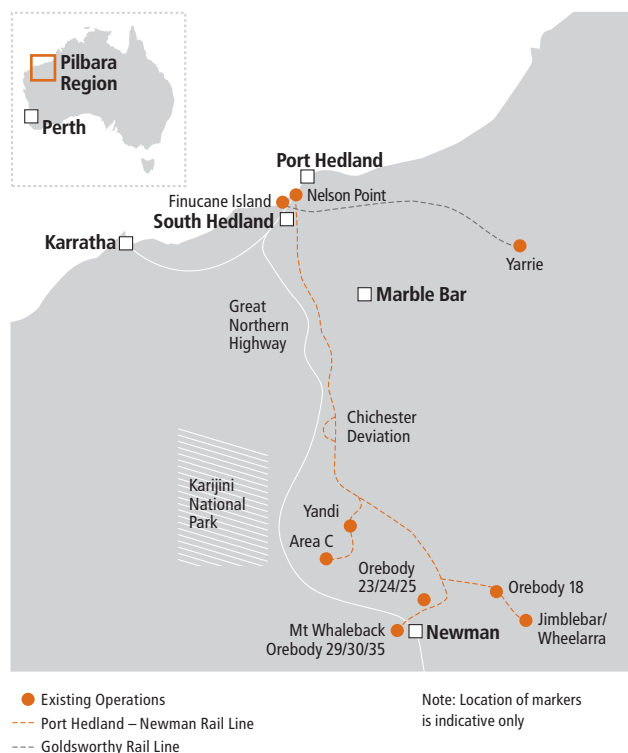 Pilbara
Region
Perth
Port Hedland
Finucane Island
Nelson Point
South Hedland
Karratha
Yarrie
Marble Bar
Great
Northern
Highway
Chichester
Deviation
Karijini
National
Park
Yandi
Area C
Orebody
23/24/25
Orebody 18
Jimblebar/
Wheelarra
Mt Whaleback
Orebody 29/30/35
Newman
Existing Operations
Port Hedland – Newman Rail Line
Goldsworthy Rail Line
Note: Location of markers
is indicative only